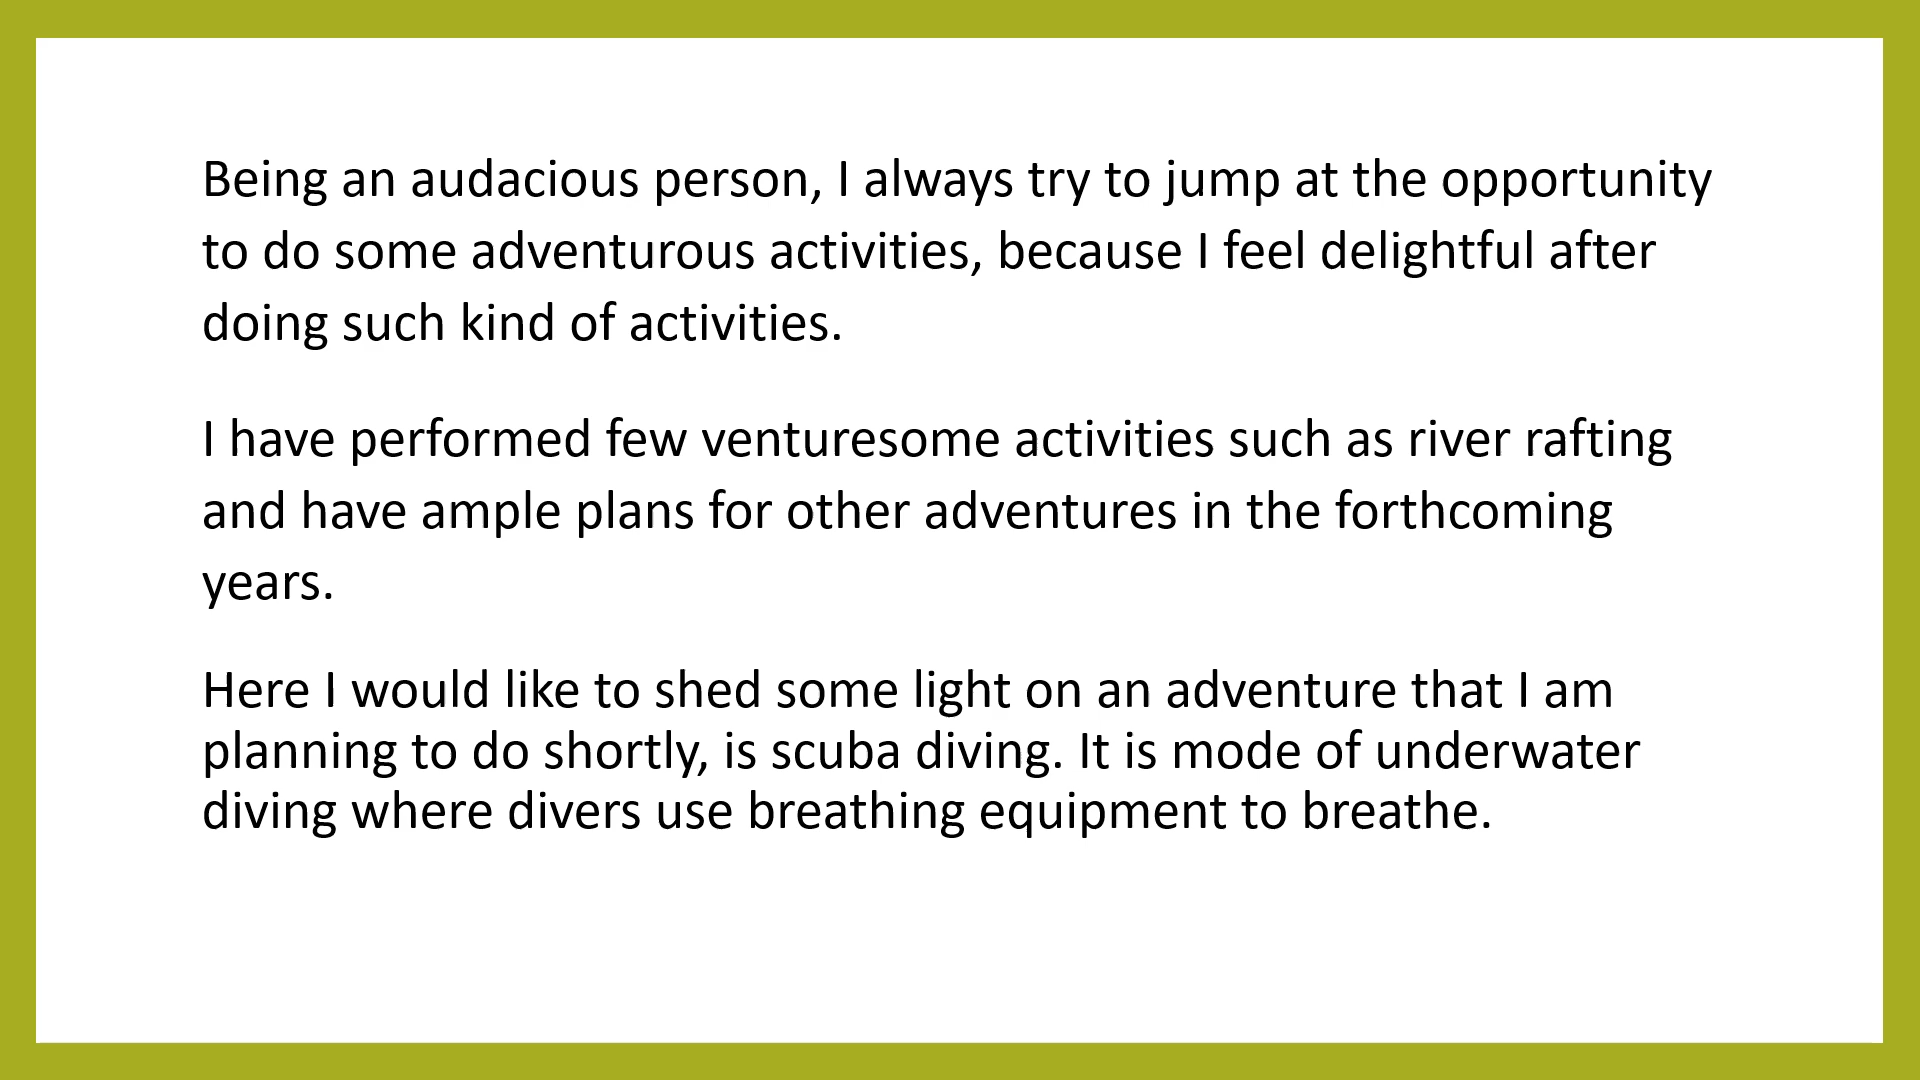 Being an audacious person, I always try to jump at the opportunity
to do some adventurous activities, because I feel delightful after
doing such kind of activities.
I have performed few venturesome activities such as river rafting
and have ample plans for other adventures in the forthcoming
years.
Here I would like to shed some light on an adventure that I am
planning to do shortly, is scuba diving. It is mode of underwater
diving where divers use breathing equipment to breathe.